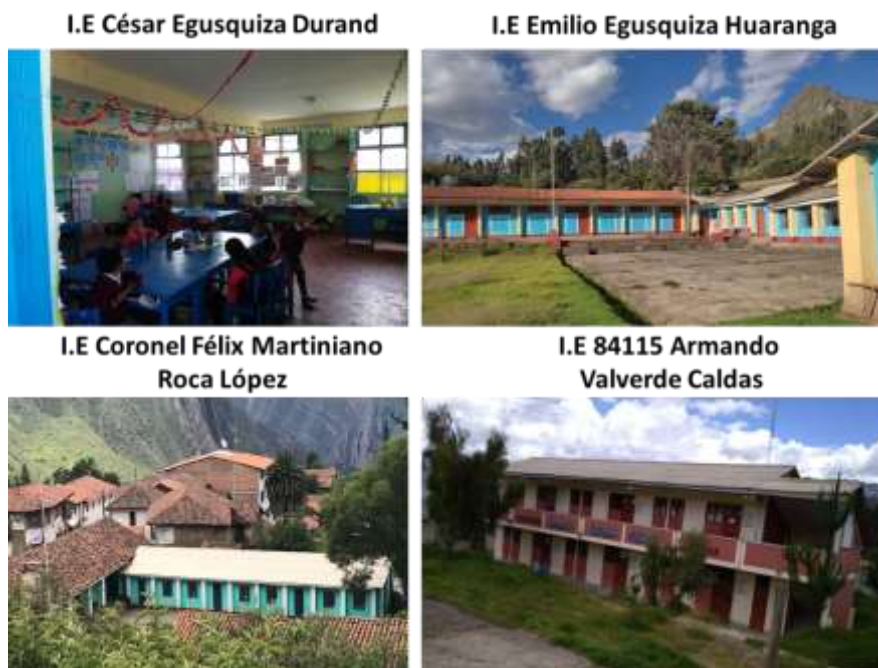 I.E César Egusquiza Durand
I.E Emilio Egusquiza Huaranga
I.E Coronel Félix Martiniano
Roca López
I.E 84115 Armando
Valverde Caldas